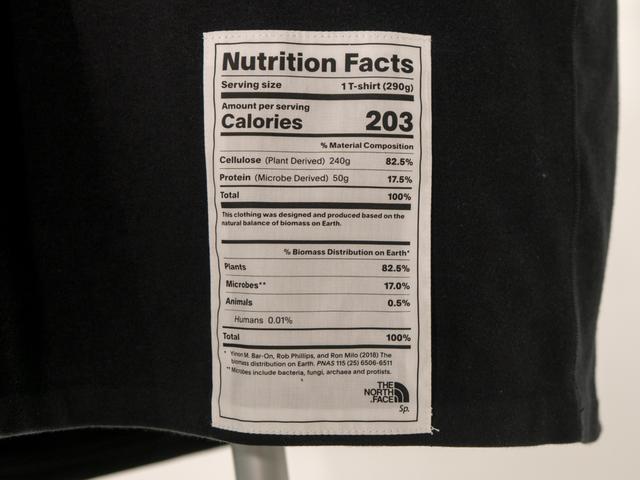 Nutrition Facts
Serving size 1 T-shirt (290g)
Amount per serving
Calories 203
% Material Composition
Cellulose (Plant Derived) 240g 82.5%
Protein (Microbe Derived) 50g 17.5%
Total 100%
This clothing was designed and produced based on the
natural balance of biomass on Earth.
% Biomass Distribution on Earth*
Plants 82.5%
Microbes** 17.0%
Animals 0.5%
Humans 0.01%
Total 100%
* Yinon M. Bar-On, Rob Phillips, and Ron Milo (2018) The
biomass distribution on Earth. PNAS 115 (25) 6506-6511
** Microbes include bacteria, fungi, archaea and protists.
THE
NORTH
FACE
Sp.